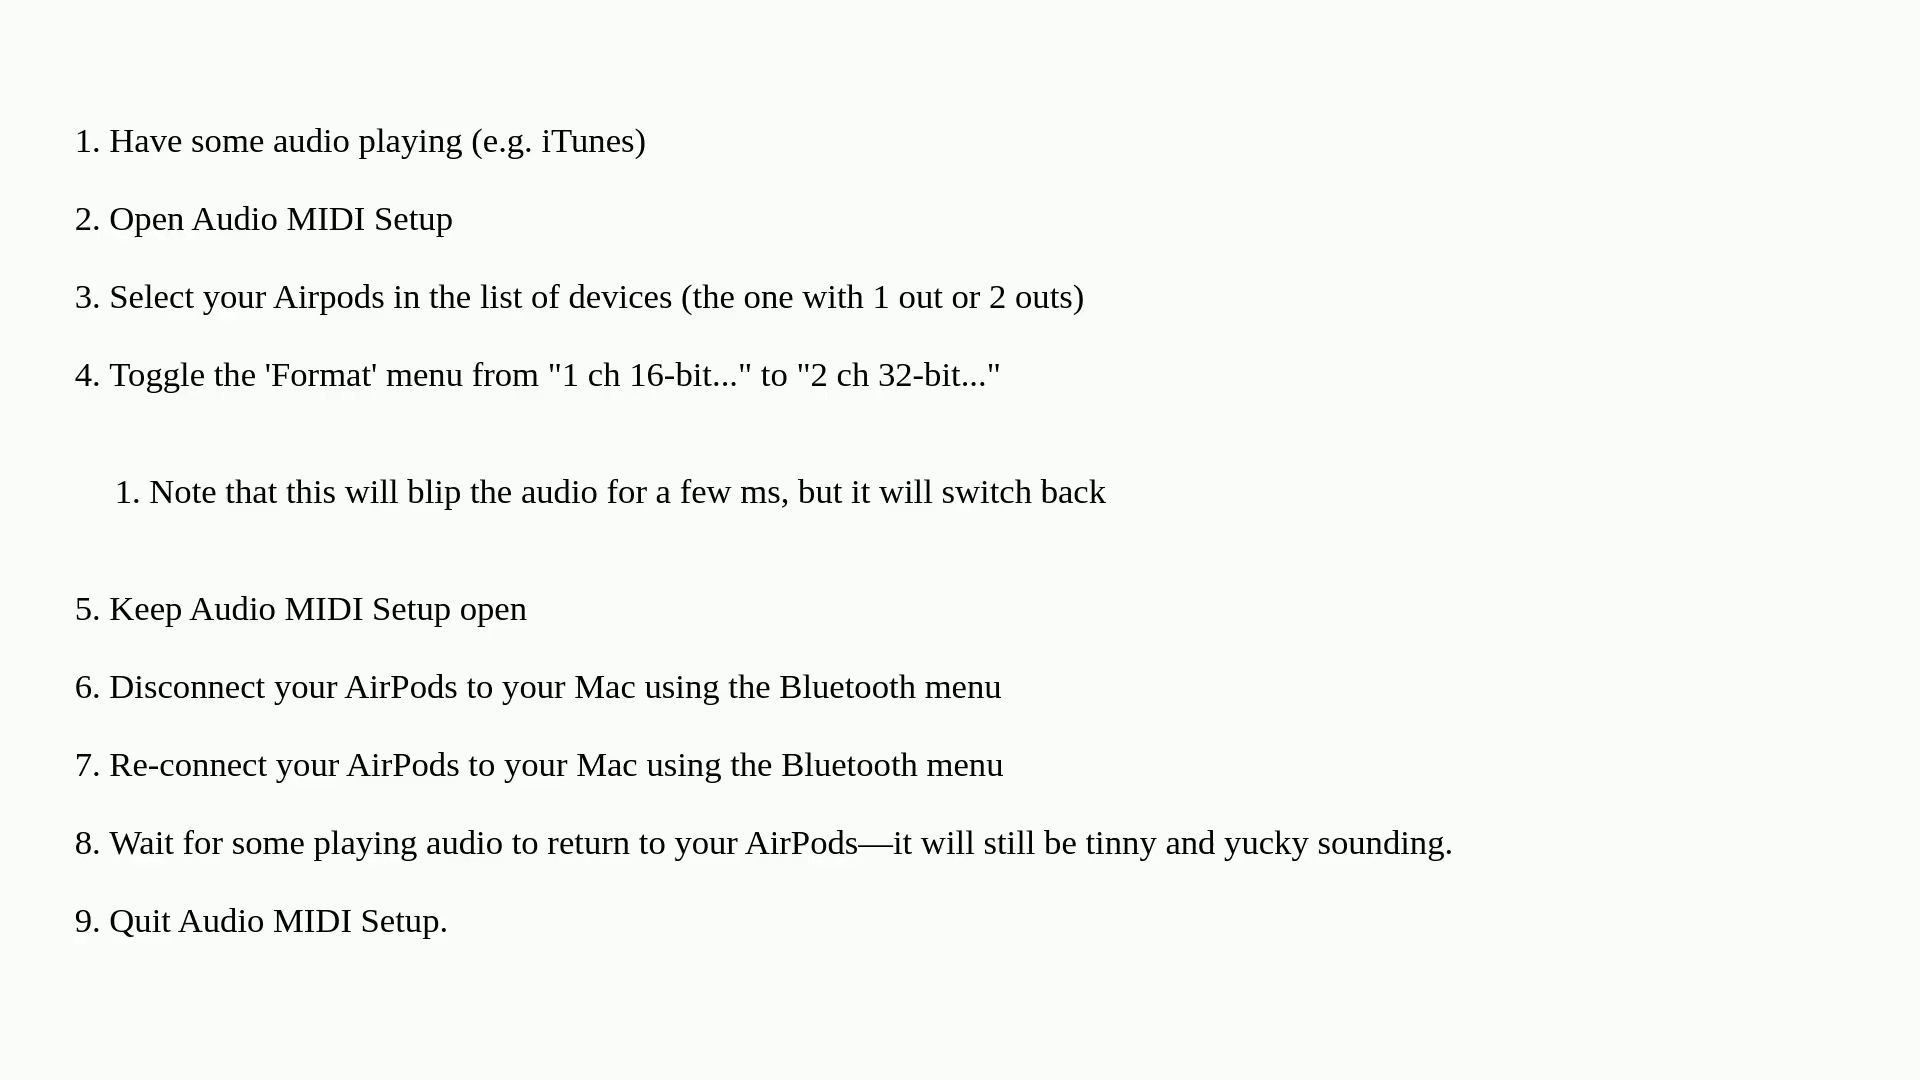 1. Have some audio playing (e.g. iTunes)
2. Open Audio MIDI Setup
3. Select your Airpods in the list of devices (the one with 1 out or 2 outs)
4. Toggle the 'Format' menu from "1 ch 16-bit..." to "2 ch 32-bit..."
1. Note that this will blip the audio for a few ms, but it will switch back
5. Keep Audio MIDI Setup open
6. Disconnect your AirPods to your Mac using the Bluetooth menu
7. Re-connect your AirPods to your Mac using the Bluetooth menu
8. Wait for some playing audio to return to your AirPods—it will still be tinny and yucky sounding.
9. Quit Audio MIDI Setup.